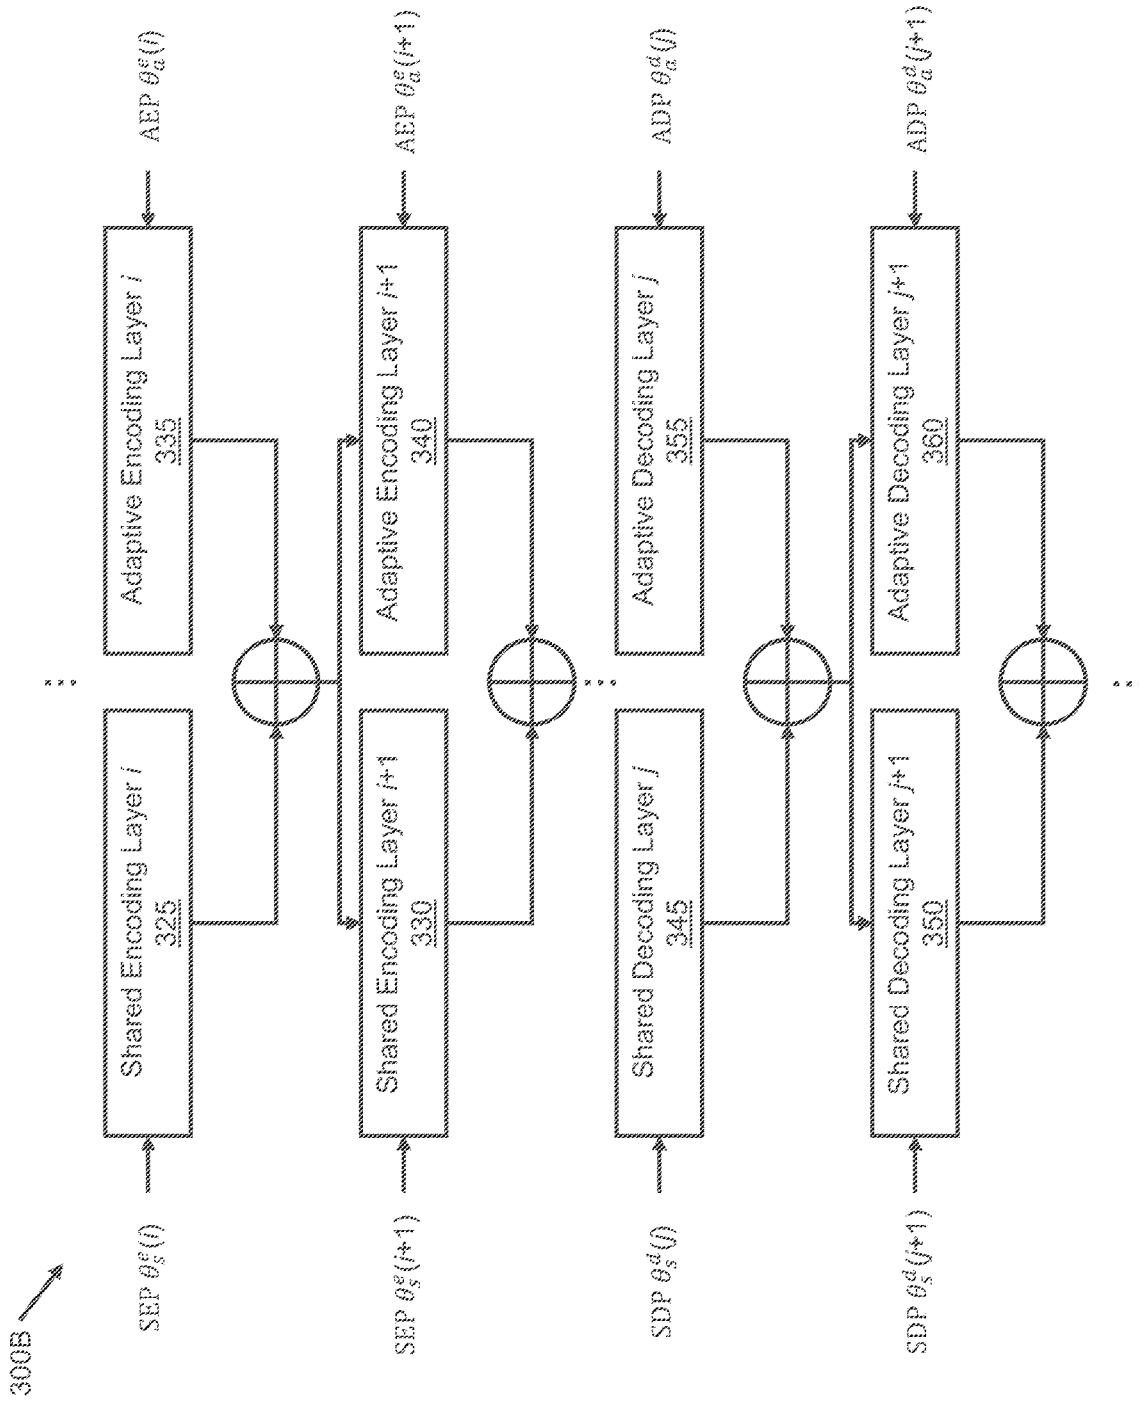 300B
SEP θ_s^e(i)
Shared Encoding Layer i
325
Adaptive Encoding Layer i
335
AEP θ_a^e(i)
...
SEP θ_s^e(i+1)
Shared Encoding Layer i+1
330
Adaptive Encoding Layer i+1
340
AEP θ_a^e(i+1)
...
SDP θ_s^d(j)
Shared Decoding Layer j
345
Adaptive Decoding Layer j
355
ADP θ_a^d(j)
SDP θ_s^d(j+1)
Shared Decoding Layer j+1
350
Adaptive Decoding Layer j+1
360
ADP θ_a^d(j+1)
...